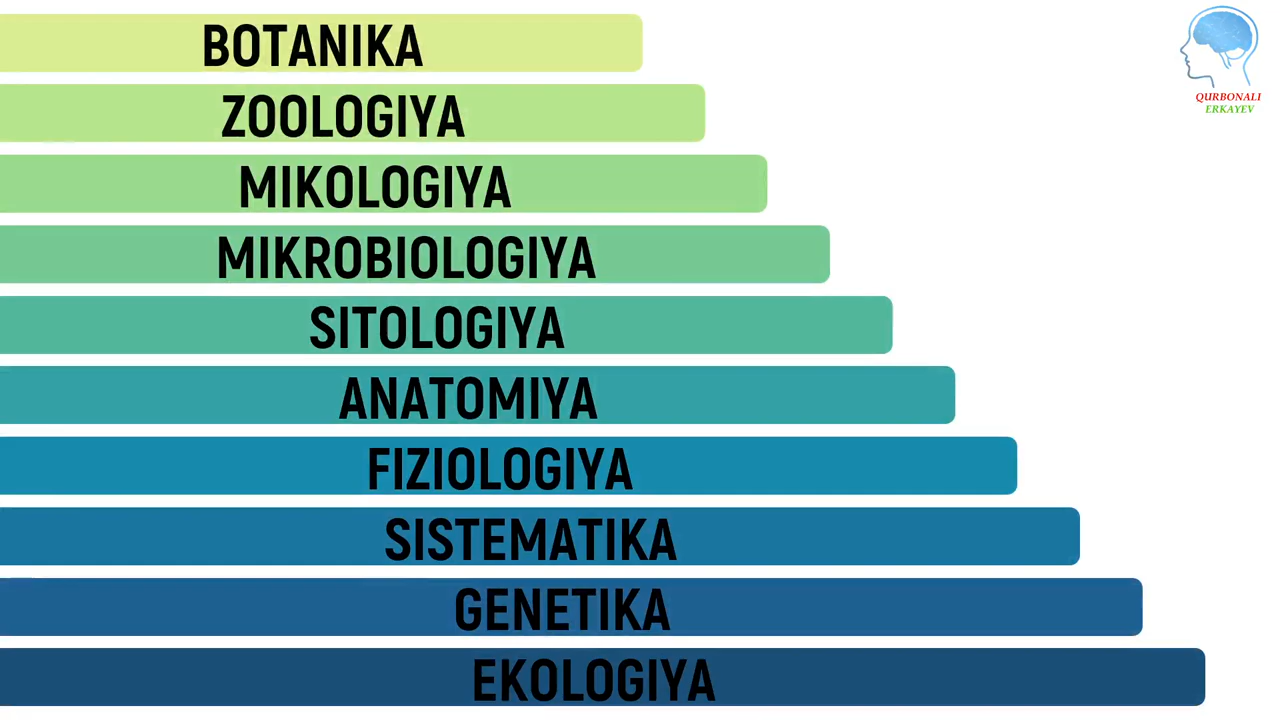 BOTANIKA
ZOOLOGIYA
MIKOLOGIYA
MIKROBIOLOGIYA
SITOLOGIYA
ANATOMIYA
FIZIOLOGIYA
SISTEMATIKA
GENETIKA
EKOLOGIYA
QURBONALI
ERKAYEV